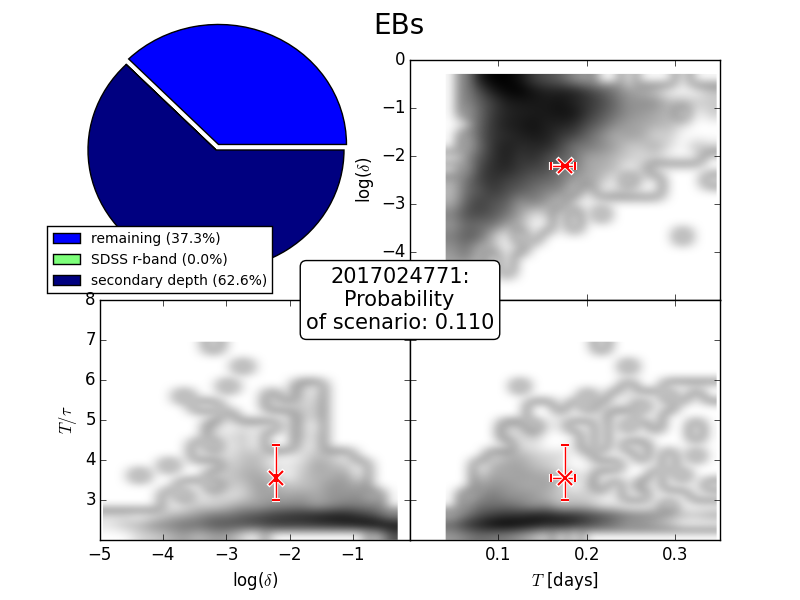 EBs
remaining (37.3%)
SDSS r-band (0.0%)
secondary depth (62.6%)
0
−1
−2
−3
−4
log(δ)
2017024771:
Probability
of scenario: 0.110
8
7
6
5
4
3
T/τ
−5 −4 −3 −2 −1
log(δ)
0.1 0.2 0.3
T [days]